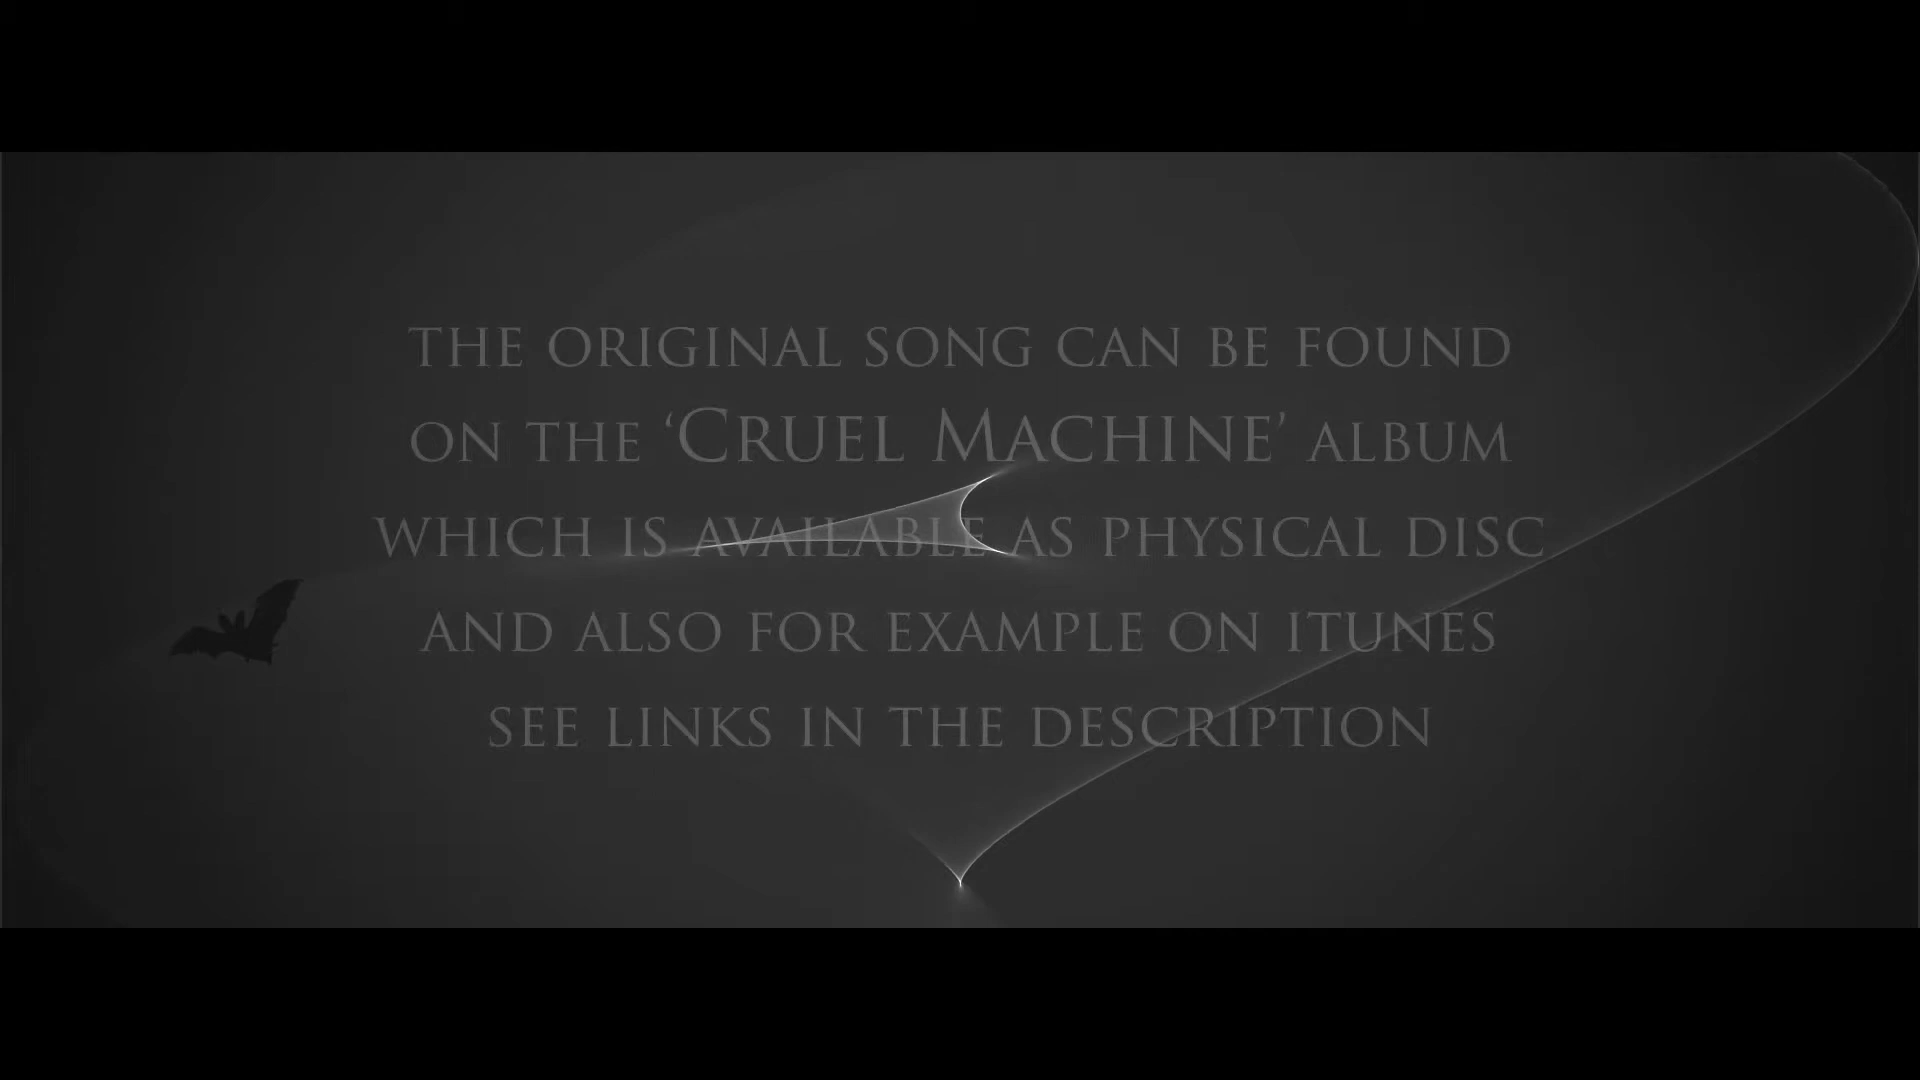 THE ORIGINAL SONG CAN BE FOUND
ON THE ‘CRUEL MACHINE’ ALBUM
WHICH IS AVAILABLE AS PHYSICAL DISC
AND ALSO FOR EXAMPLE ON ITUNES
SEE LINKS IN THE DESCRIPTION